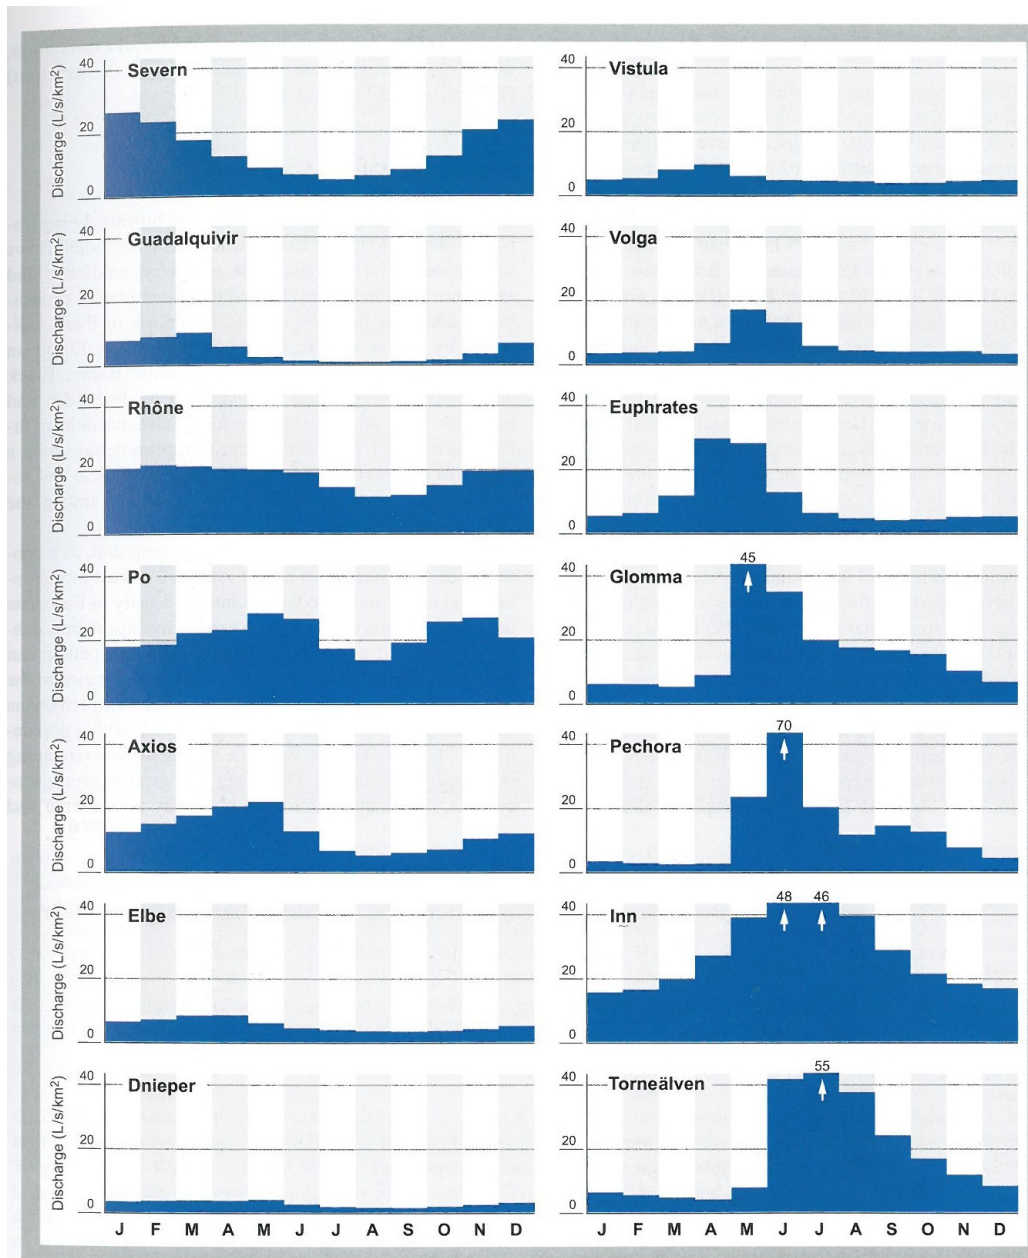 Discharge (L/s/km²)
40
20
0
Severn
40
20
0
Vistula
Discharge (L/s/km²)
40
20
0
Guadalquivir
40
20
0
Volga
Discharge (L/s/km²)
40
20
0
Rhône
40
20
0
Euphrates
Discharge (L/s/km²)
40
20
0
Po
40
20
0
Glomma
45
Discharge (L/s/km²)
40
20
0
Axios
40
20
0
Pechora
70
Discharge (L/s/km²)
40
20
0
Elbe
40
20
0
Inn
48 46
Discharge (L/s/km²)
40
20
0
Dnieper
40
20
0
Torneälven
55
J F M A M J J A S O N D
J F M A M J J A S O N D